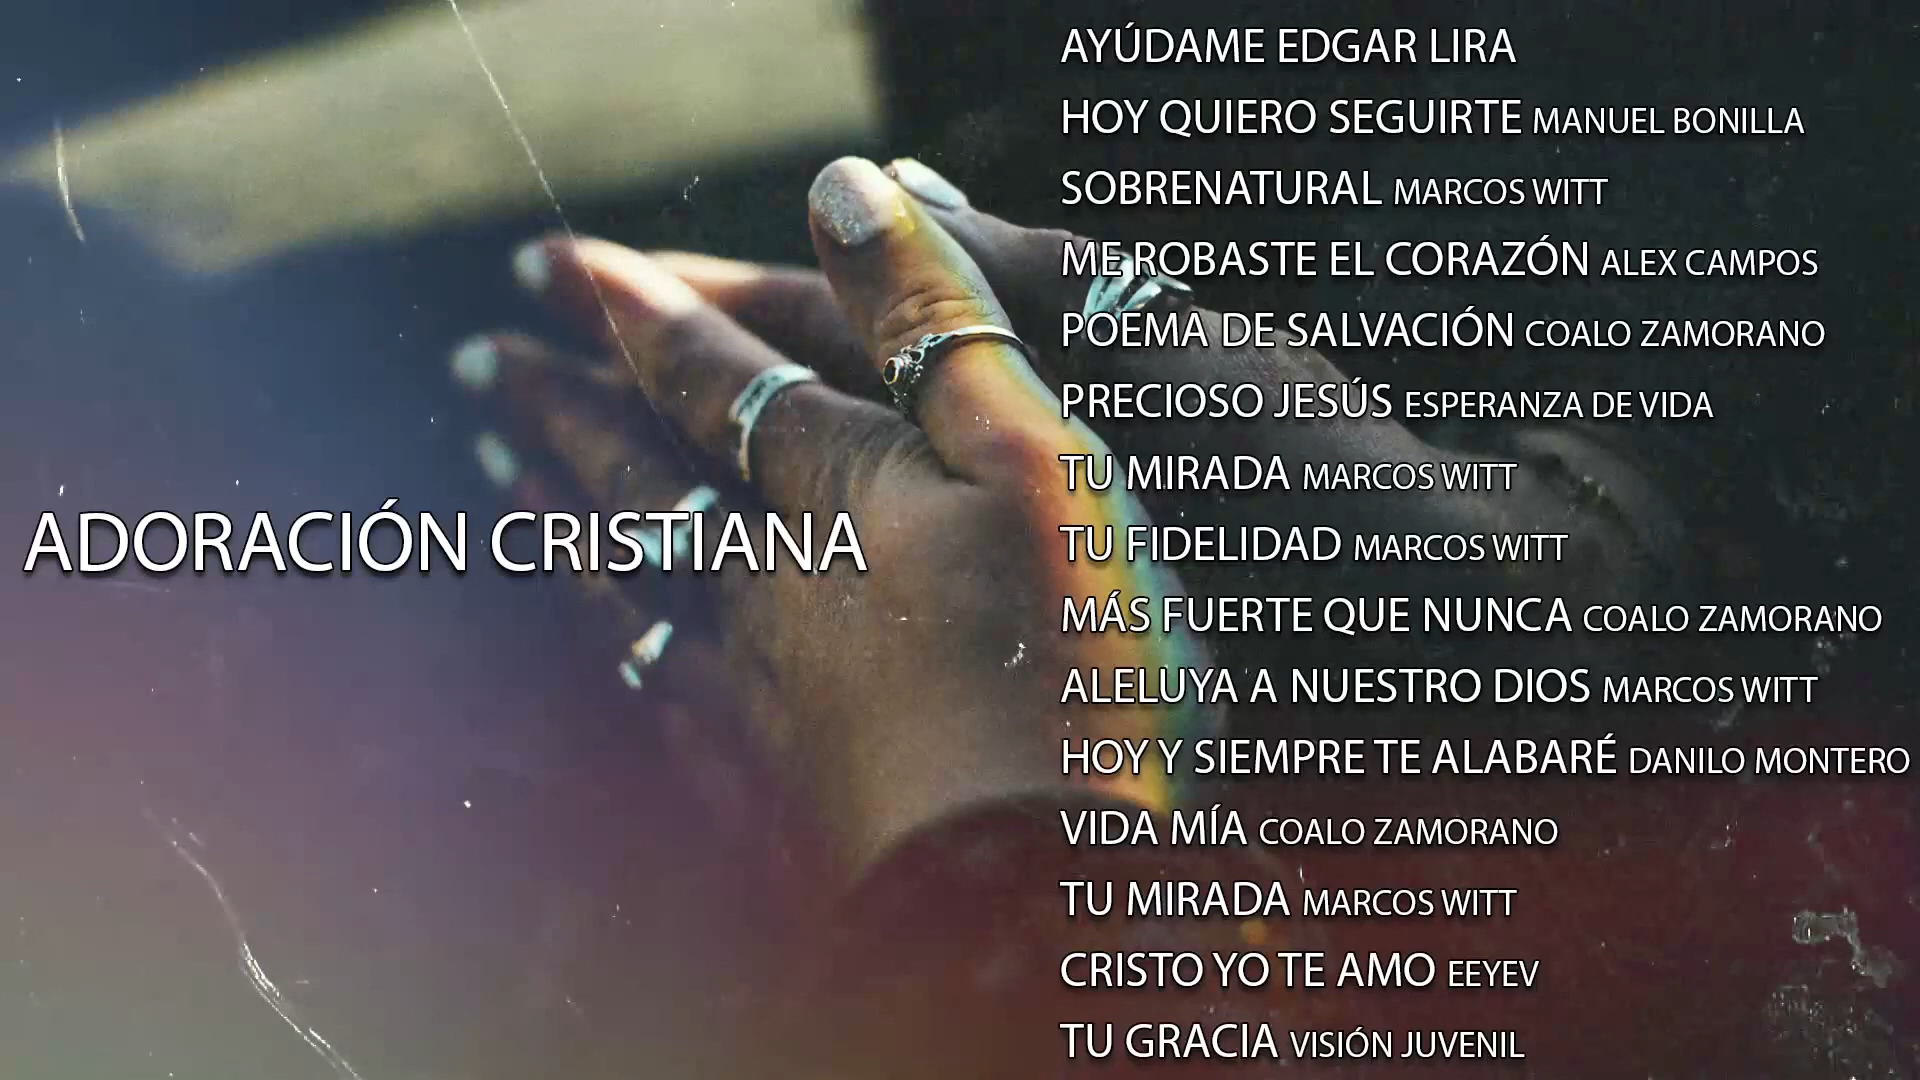 ADORACIÓN CRISTIANA
AYÚDAME EDGAR LIRA
HOY QUIERO SEGUIRTE MANUEL BONILLA
SOBRENATURAL MARCOS WITT
ME ROBASTE EL CORAZÓN ALEX CAMPOS
POEMA DE SALVACIÓN COALO ZAMORANO
PRECIOSO JESÚS ESPERANZA DE VIDA
TU MIRADA MARCOS WITT
TU FIDELIDAD MARCOS WITT
MÁS FUERTE QUE NUNCA COALO ZAMORANO
ALELUYA A NUESTRO DIOS MARCOS WITT
HOY Y SIEMPRE TE ALABARÉ DANILO MONTERO
VIDA MÍA COALO ZAMORANO
TU MIRADA MARCOS WITT
CRISTO YO TE AMO EEYEV
TU GRACIA VISIÓN JUVENIL